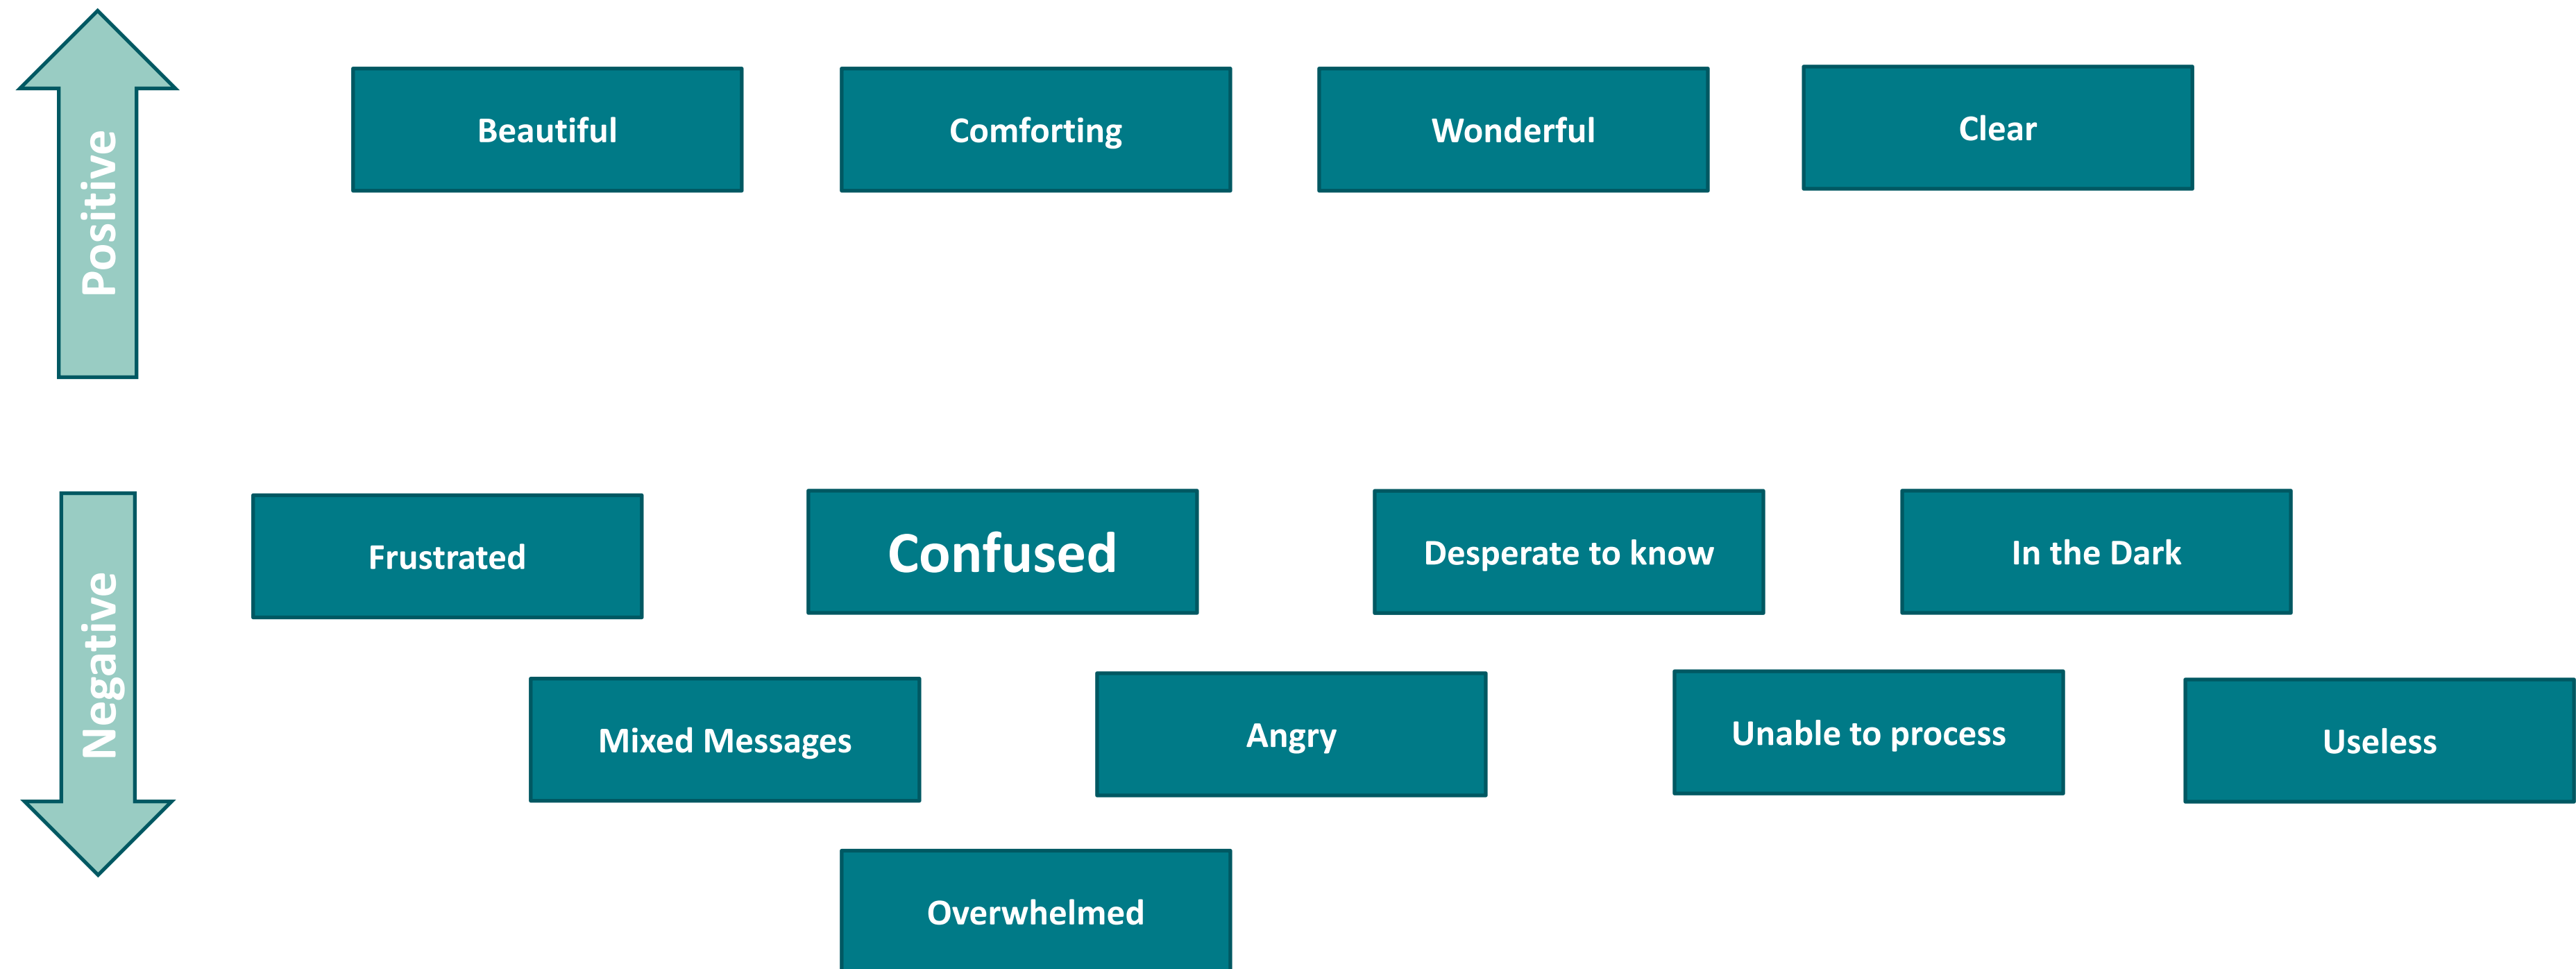 Positive
Beautiful
Comforting
Wonderful
Clear
Negative
Frustrated
Confused
Desperate to know
In the Dark
Mixed Messages
Angry
Unable to process
Useless
Overwhelmed